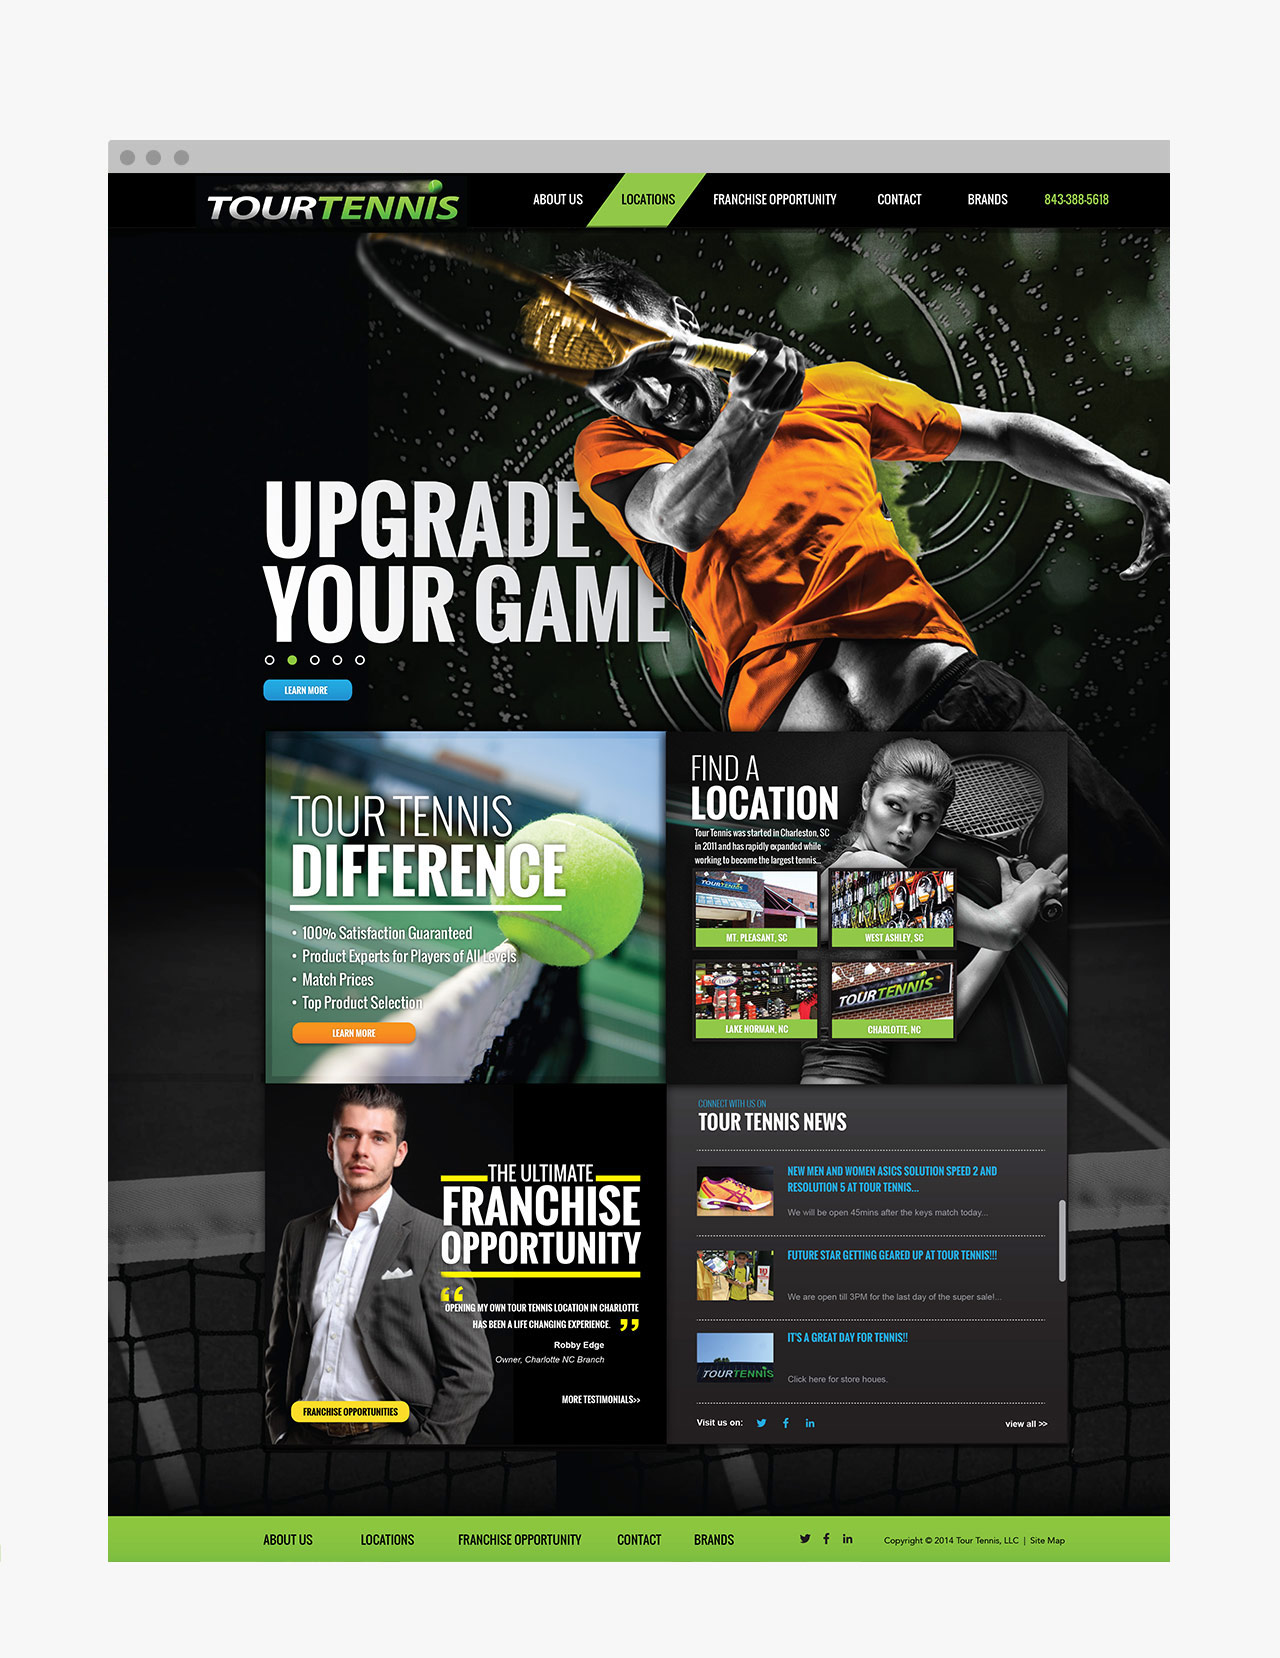 TOURTENNIS
ABOUT US
LOCATIONS
FRANCHISE OPPORTUNITY
CONTACT
BRANDS
843-388-5618
UPGRADE
YOUR GAME
LEARN MORE
TOUR TENNIS
DIFFERENCE
• 100% Satisfaction Guaranteed
• Product Experts for Players of All Levels
• Match Prices
• Top Product Selection
LEARN MORE
FIND A
LOCATION
Tour Tennis was started in Charleston, SC
in 2011 and has rapidly expanded while
working to become the largest tennis...
TOURTENNIS
MT. PLEASANT, SC
WEST ASHLEY, SC
LAKE NORMAN, NC
TOURTENNIS
CHARLOTTE, NC
THE ULTIMATE
FRANCHISE
OPPORTUNITY
“ OPENING MY OWN TOUR TENNIS LOCATION IN CHARLOTTE
HAS BEEN A LIFE CHANGING EXPERIENCE. ”
Robby Edge
Owner, Charlotte NC Branch
MORE TESTIMONIALS>>
FRANCHISE OPPORTUNITIES
CONNECT WITH US ON
TOUR TENNIS NEWS
NEW MEN AND WOMEN ASICS SOLUTION SPEED 2 AND
RESOLUTION 5 AT TOUR TENNIS...
We will be open 45mins after the keys match today...
FUTURE STAR GETTING GEARED UP AT TOUR TENNIS!!!
We are open till 3PM for the last day of the super sale!...
IT'S A GREAT DAY FOR TENNIS!!
TOURTENNIS
Click here for store houes.
Visit us on:
view all >>
ABOUT US
LOCATIONS
FRANCHISE OPPORTUNITY
CONTACT
BRANDS
Copyright © 2014 Tour Tennis, LLC | Site Map